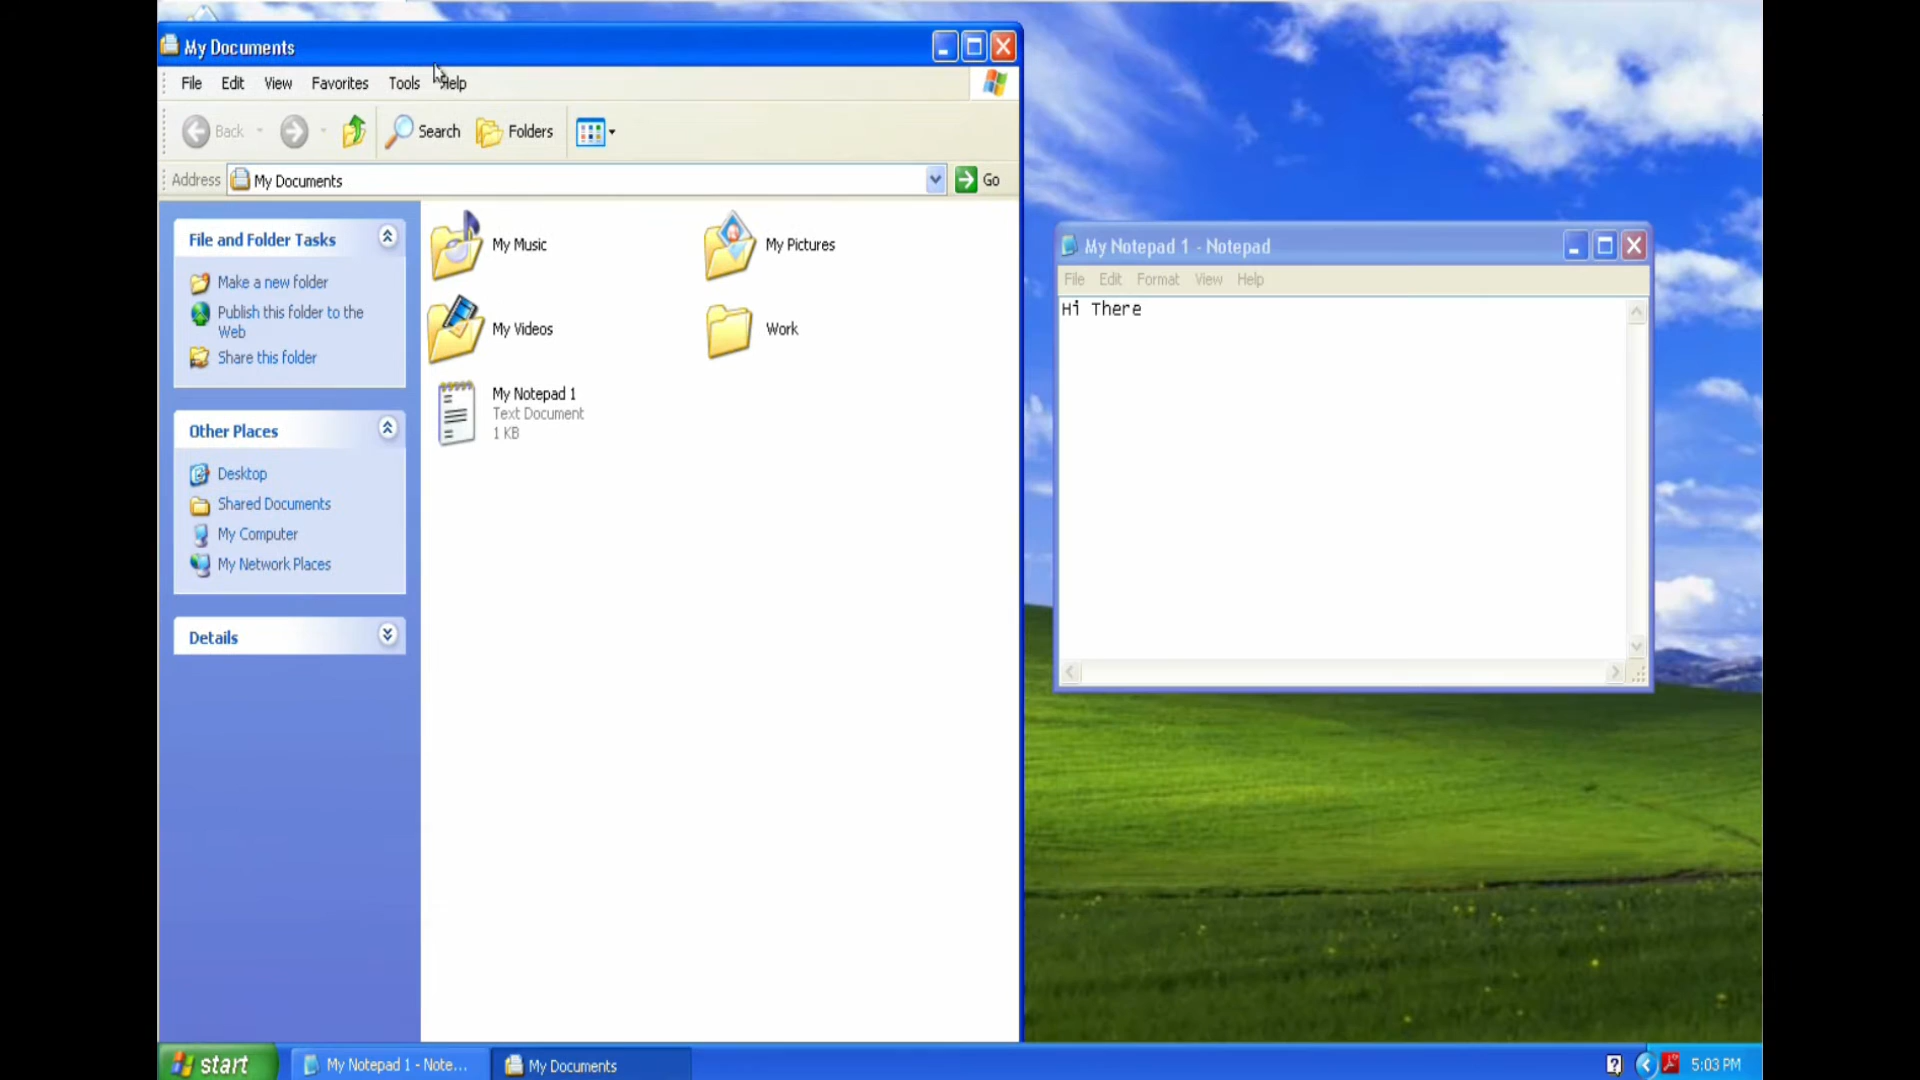 My Documents
File Edit View Favorites Tools Help
Back Search Folders
Address My Documents Go
File and Folder Tasks
Make a new folder
Publish this folder to the
Web
Share this folder
Other Places
Desktop
Shared Documents
My Computer
My Network Places
Details
My Music
My Pictures
My Videos
Work
My Notepad 1
Text Document
1 KB
My Notepad 1 - Notepad
File Edit Format View Help
Hi There
start
My Notepad 1 - Note...
My Documents
5:03 PM